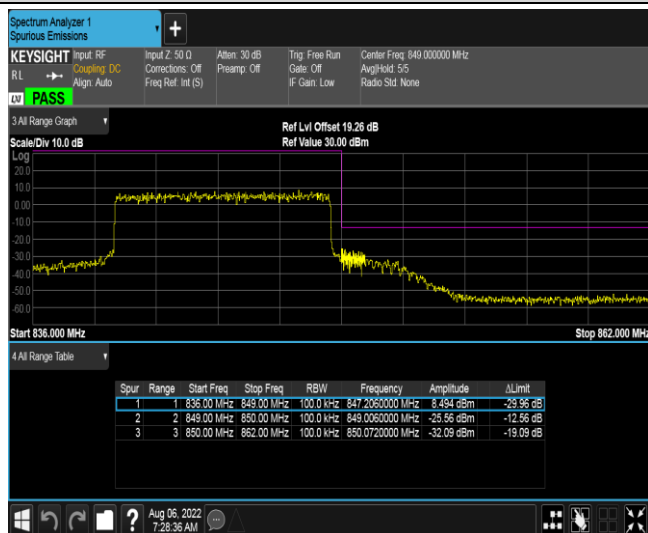 Spectrum Analyzer 1
Spurious Emissions
KEYSIGHT Input: RF Input Z: 50 Ω Atten: 30 dB Trig: Free Run Center Freq: 849.000000 MHz
RL Coupling: DC Corrections: Off Preamp: Off Gate: Off Avg|Hold: 5/5
Align: Auto Freq Ref: Int (S) IF Gain: Low Radio Std: None
LXI PASS
3 All Range Graph Ref Lvl Offset 19.26 dB
Scale/Div 10.0 dB Ref Value 30.00 dBm
Log
20.0
10.0
0.00
-10.0
-20.0
-30.0
-40.0
-50.0
-60.0
Start 836.000 MHz Stop 862.000 MHz
4 All Range Table
Spur Range Start Freq Stop Freq RBW Frequency Amplitude ΔLimit
1 1 836.00 MHz 849.00 MHz 100.0 kHz 847.2060000 MHz 8.494 dBm -29.96 dB
2 2 849.00 MHz 850.00 MHz 100.0 kHz 849.0060000 MHz -25.56 dBm -12.56 dB
3 3 850.00 MHz 862.00 MHz 100.0 kHz 850.0720000 MHz -32.09 dBm -19.09 dB
? Aug 06, 2022
7:28:36 AM